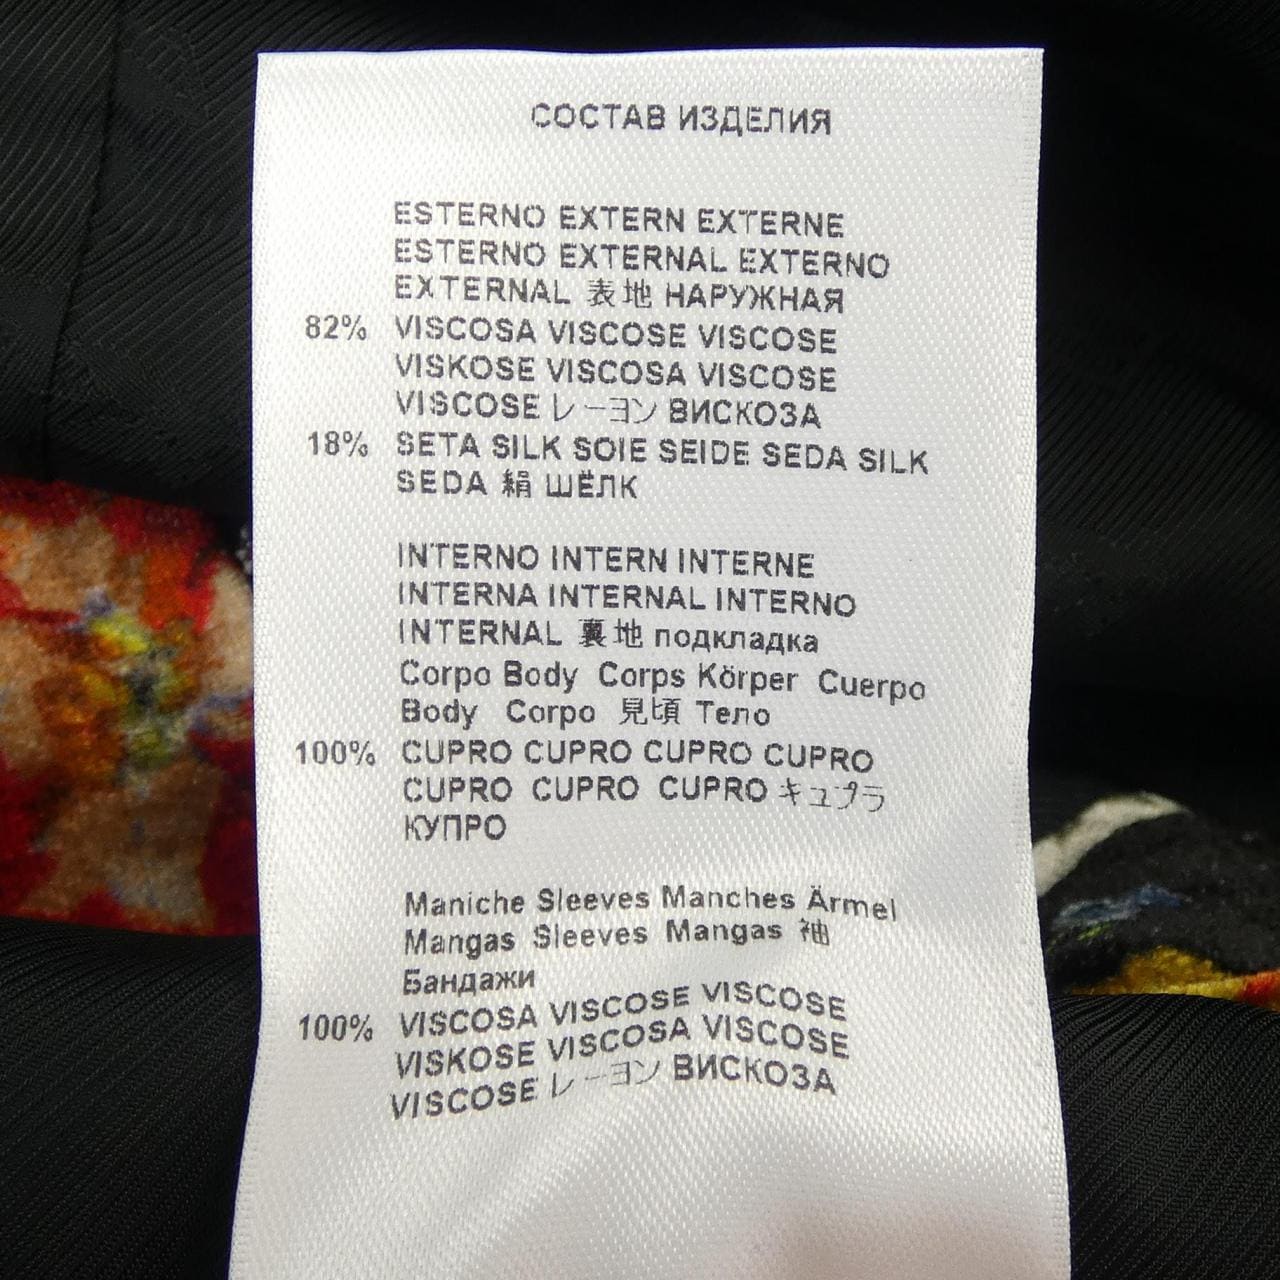 СОСТАВ ИЗДЕЛИЯ
ESTERNO EXTERN EXTERNE
ESTERNO EXTERNAL EXTERNO
EXTERNAL 表地 НАРУЖНАЯ
82% VISCOSA VISCOSE VISCOSE
VISKOSE VISCOSA VISCOSE
VISCOSE レーヨン ВИСКОЗА
18% SETA SILK SOIE SEIDE SEDA SILK
SEDA 絹 ШЁЛК
INTERNO INTERN INTERNE
INTERNA INTERNAL INTERNO
INTERNAL 裏地 подкладка
Corpo Body Corps Körper Cuerpo
Body Corpo 見頃 Тело
100% CUPRO CUPRO CUPRO CUPRO
CUPRO CUPRO CUPRO キュプラ
КУПРО
Maniche Sleeves Manches Ärmel
Mangas Sleeves Mangas 袖
Бандажи
100% VISCOSA VISCOSE VISCOSE
VISKOSE VISCOSA VISCOSE
VISCOSE レーヨン ВИСКОЗА